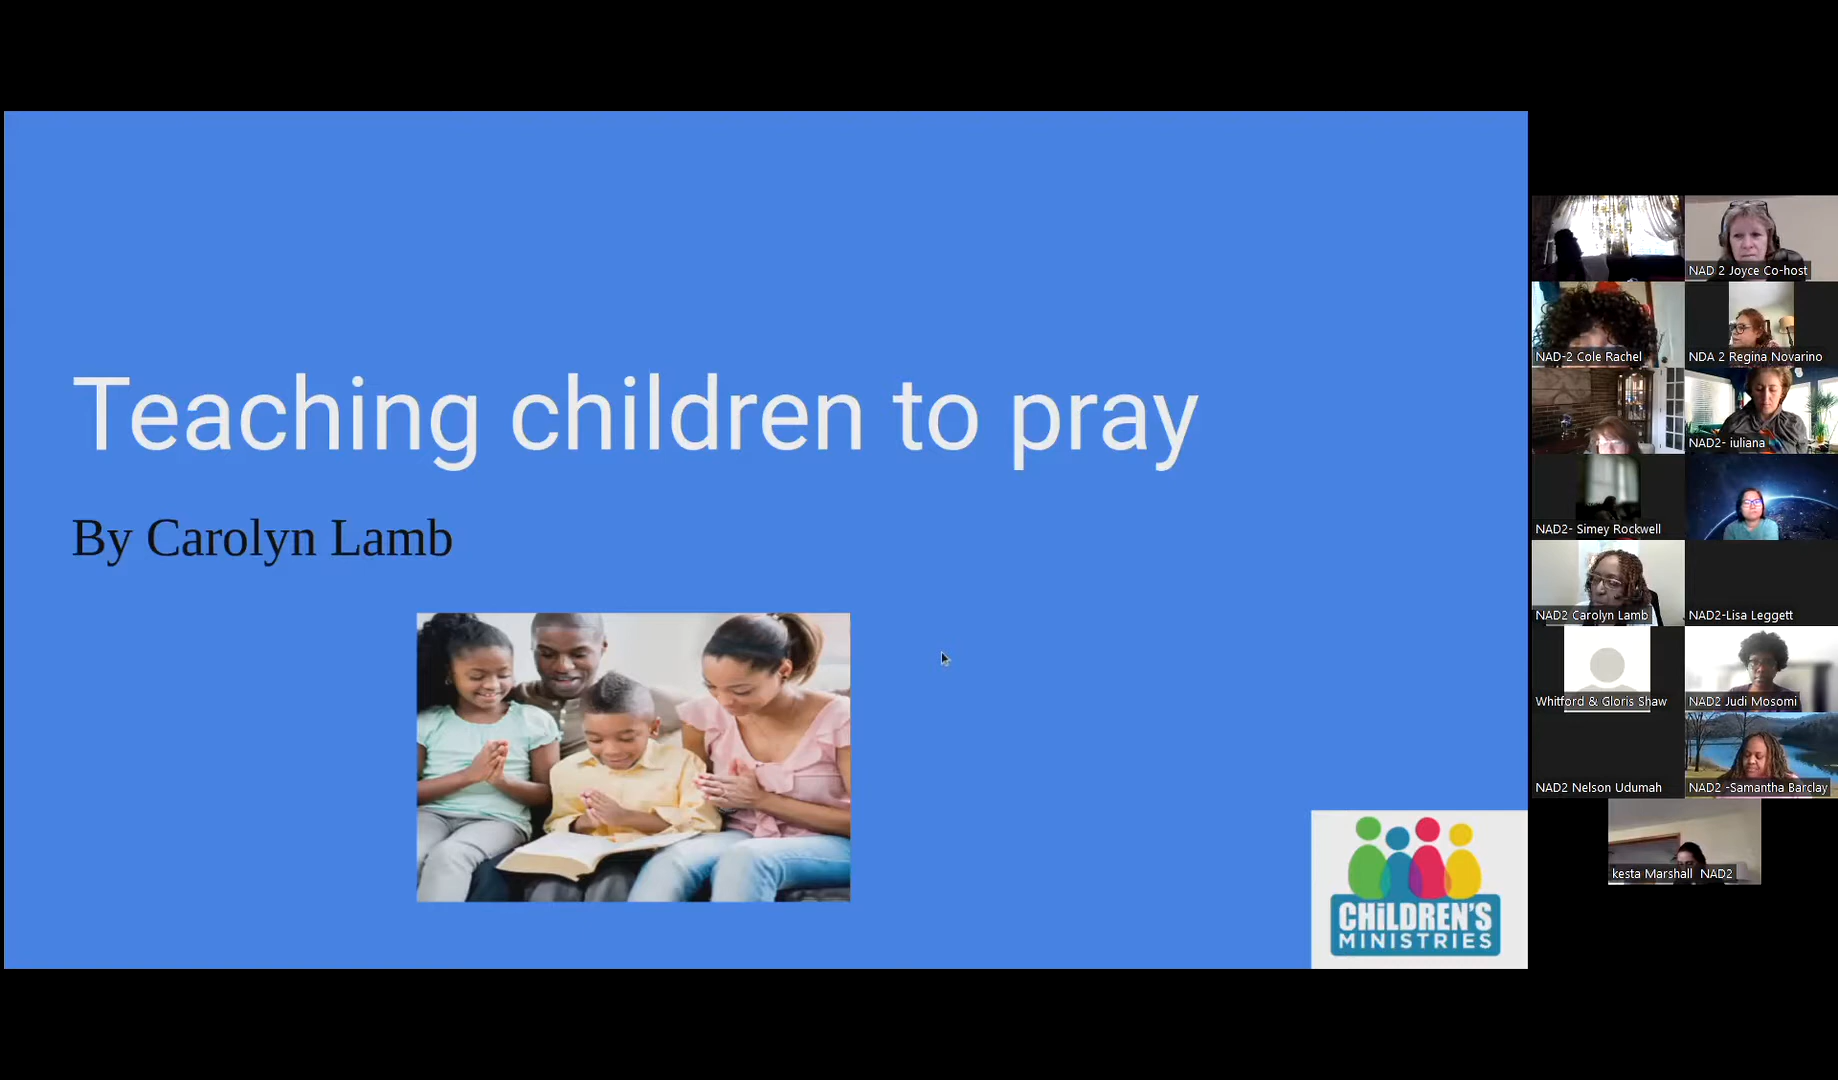 Teaching children to pray
By Carolyn Lamb
CHiLDREN'S
MINISTRIES
NAD 2 Joyce Co-host
NAD-2 Cole Rachel
NDA 2 Regina Novarino
NAD2- iuliana
NAD2- Simey Rockwell
NAD2 Carolyn Lamb
NAD2-Lisa Leggett
Whitford & Gloris Shaw
NAD2 Judi Mosomi
NAD2 Nelson Udumah
NAD2 -Samantha Barclay
kesta Marshall  NAD2